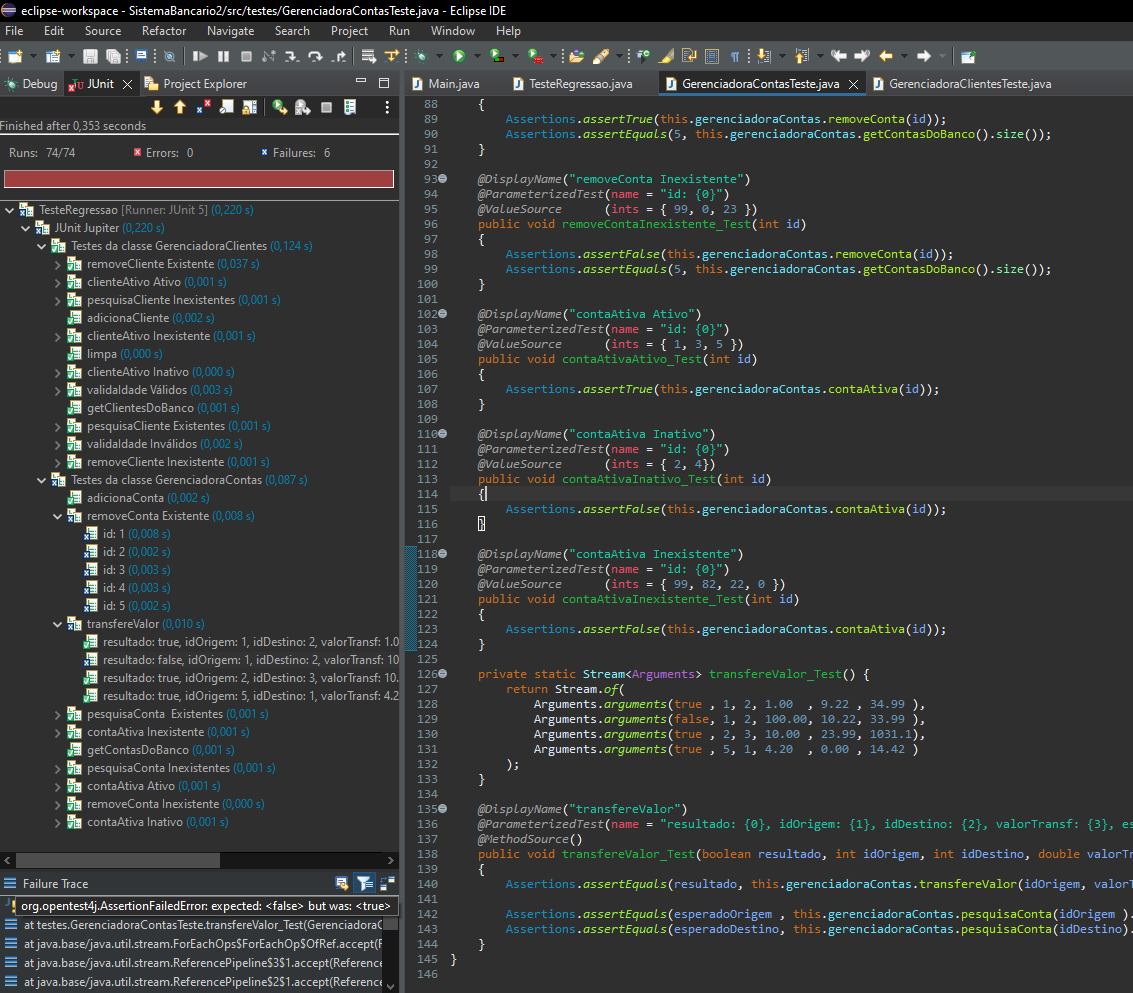 eclipse-workspace - SistemaBancario2/src/testes/GerenciadoraContasTeste.java - Eclipse IDE
File Edit Source Refactor Navigate Search Project Run Window Help
Debug JUnit Project Explorer
Finished after 0,353 seconds
Runs: 74/74 Errors: 0 Failures: 6
TesteRegressao [Runner: JUnit 5] (0,220 s)
JUnit Jupiter (0,220 s)
Testes da classe GerenciadoraClientes (0,124 s)
removeCliente Existente (0,037 s)
clienteAtivo Ativo (0,001 s)
pesquisaCliente Inexistentes (0,001 s)
adicionaCliente (0,002 s)
clienteAtivo Inexistente (0,001 s)
limpa (0,000 s)
clienteAtivo Inativo (0,000 s)
validaIdade Válidos (0,003 s)
getClientesDoBanco (0,001 s)
pesquisaCliente Existentes (0,001 s)
validaIdade Inválidos (0,002 s)
removeCliente Inexistente (0,001 s)
Testes da classe GerenciadoraContas (0,087 s)
adicionaConta (0,002 s)
removeConta Existente (0,008 s)
id: 1 (0,008 s)
id: 2 (0,002 s)
id: 3 (0,003 s)
id: 4 (0,003 s)
id: 5 (0,002 s)
transfereValor (0,010 s)
resultado: true, idOrigem: 1, idDestino: 2, valorTransf: 1.0
resultado: false, idOrigem: 1, idDestino: 2, valorTransf: 10
resultado: true, idOrigem: 2, idDestino: 3, valorTransf: 10.
resultado: true, idOrigem: 5, idDestino: 1, valorTransf: 4.2
pesquisaConta  Existentes (0,001 s)
contaAtiva Inexistente (0,001 s)
getContasDoBanco (0,001 s)
pesquisaConta Inexistentes (0,001 s)
contaAtiva Ativo (0,001 s)
removeConta Inexistente (0,000 s)
contaAtiva Inativo (0,001 s)
Failure Trace
org.opentest4j.AssertionFailedError: expected: <false> but was: <true>
at testes.GerenciadoraContasTeste.transfereValor_Test(GerenciadoraC
at java.base/java.util.stream.ForEachOps$ForEachOp$OfRef.accept(F
at java.base/java.util.stream.ReferencePipeline$3$1.accept(Reference
at java.base/java.util.stream.ReferencePipeline$2$1.accept(Reference
Main.java TesteRegressao.java GerenciadoraContasTeste.java GerenciadoraClientesTeste.java
88 {
89 Assertions.assertTrue(this.gerenciadoraContas.removeConta(id));
90 Assertions.assertEquals(5, this.gerenciadoraContas.getContasDoBanco().size());
91 }
92
93 @DisplayName("removeConta Inexistente")
94 @ParameterizedTest(name = "id: {0}")
95 @ValueSource      (ints = { 99, 0, 23 })
96 public void removeContaInexistente_Test(int id)
97 {
98 Assertions.assertFalse(this.gerenciadoraContas.removeConta(id));
99 Assertions.assertEquals(5, this.gerenciadoraContas.getContasDoBanco().size());
100 }
101
102 @DisplayName("contaAtiva Ativo")
103 @ParameterizedTest(name = "id: {0}")
104 @ValueSource      (ints = { 1, 3, 5 })
105 public void contaAtivaAtivo_Test(int id)
106 {
107 Assertions.assertTrue(this.gerenciadoraContas.contaAtiva(id));
108 }
109
110 @DisplayName("contaAtiva Inativo")
111 @ParameterizedTest(name = "id: {0}")
112 @ValueSource      (ints = { 2, 4})
113 public void contaAtivaInativo_Test(int id)
114 {
115 Assertions.assertFalse(this.gerenciadoraContas.contaAtiva(id));
116 }
117
118 @DisplayName("contaAtiva Inexistente")
119 @ParameterizedTest(name = "id: {0}")
120 @ValueSource      (ints = { 99, 82, 22, 0 })
121 public void contaAtivaInexistente_Test(int id)
122 {
123 Assertions.assertFalse(this.gerenciadoraContas.contaAtiva(id));
124 }
125
126 private static Stream<Arguments> transfereValor_Test() {
127 return Stream.of(
128 Arguments.arguments(true , 1, 2, 1.00  , 9.22 , 34.99 ),
129 Arguments.arguments(false, 1, 2, 100.00, 10.22, 33.99 ),
130 Arguments.arguments(true , 2, 3, 10.00 , 23.99, 1031.1),
131 Arguments.arguments(true , 5, 1, 4.20  , 0.00 , 14.42 )
132 );
133 }
134
135 @DisplayName("transfereValor")
136 @ParameterizedTest(name = "resultado: {0}, idOrigem: {1}, idDestino: {2}, valorTransf: {3}, es
137 @MethodSource()
138 public void transfereValor_Test(boolean resultado, int idOrigem, int idDestino, double valorTr
139 {
140 Assertions.assertEquals(resultado, this.gerenciadoraContas.transfereValor(idOrigem, valorT
141
142 Assertions.assertEquals(esperadoOrigem , this.gerenciadoraContas.pesquisaConta(idOrigem ).
143 Assertions.assertEquals(esperadoDestino, this.gerenciadoraContas.pesquisaConta(idDestino).
144 }
145 }
146